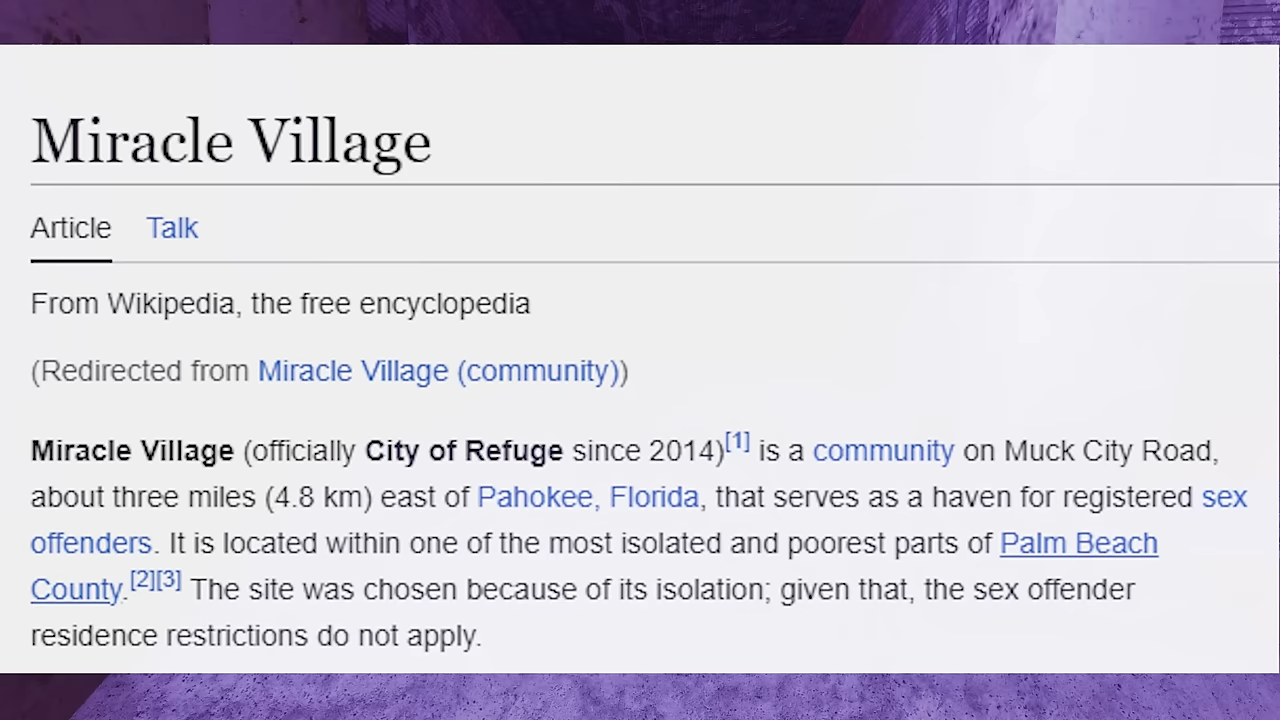 Miracle Village
Article Talk
From Wikipedia, the free encyclopedia
(Redirected from Miracle Village (community))
Miracle Village (officially City of Refuge since 2014)[1] is a community on Muck City Road,
about three miles (4.8 km) east of Pahokee, Florida, that serves as a haven for registered sex
offenders. It is located within one of the most isolated and poorest parts of Palm Beach
County.[2][3] The site was chosen because of its isolation; given that, the sex offender
residence restrictions do not apply.